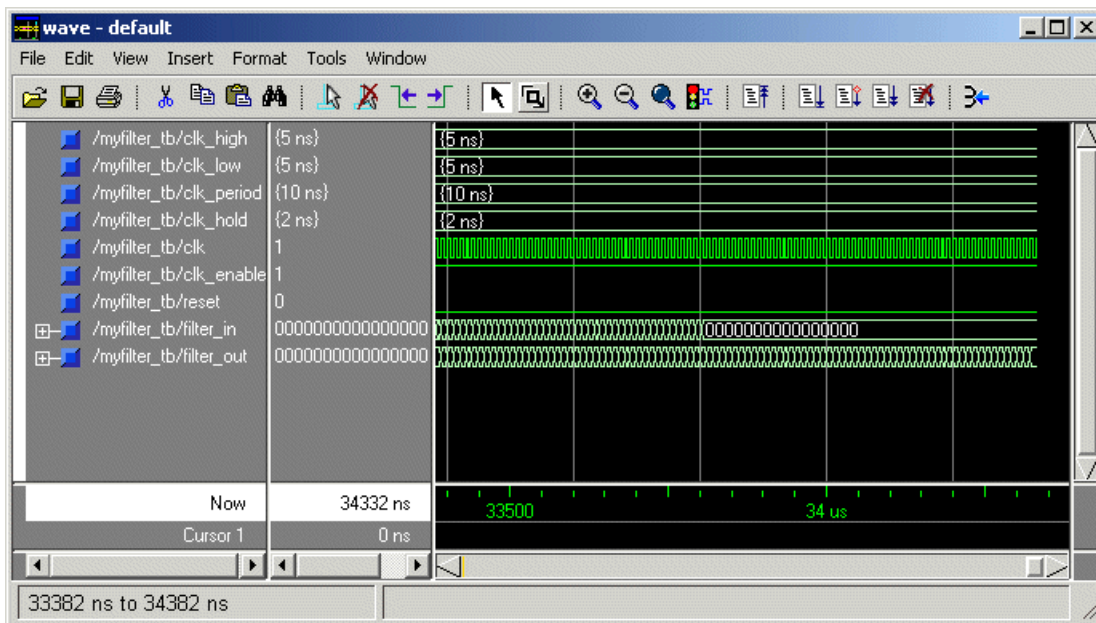 wave - default
File Edit View Insert Format Tools Window
/myfilter_tb/clk_high {5 ns} {5 ns}
/myfilter_tb/clk_low {5 ns} {5 ns}
/myfilter_tb/clk_period {10 ns} {10 ns}
/myfilter_tb/clk_hold {2 ns} {2 ns}
/myfilter_tb/clk 1
/myfilter_tb/clk_enable 1
/myfilter_tb/reset 0
/myfilter_tb/filter_in 0000000000000000 0000000000000000
/myfilter_tb/filter_out 0000000000000000
Now 34332 ns 33500 34 us
Cursor 1 0 ns
33382 ns to 34382 ns